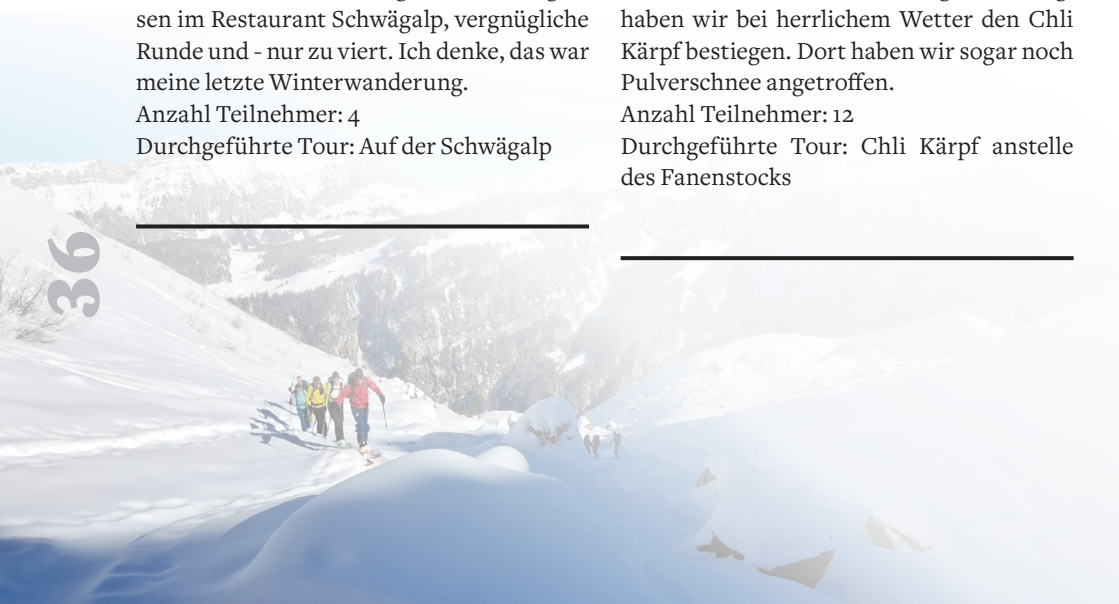 sen im Restaurant Schwägalp, vergnügliche
Runde und - nur zu viert. Ich denke, das war
meine letzte Winterwanderung.
Anzahl Teilnehmer: 4
Durchgeführte Tour: Auf der Schwägalp
haben wir bei herrlichem Wetter den Chli
Kärpf bestiegen. Dort haben wir sogar noch
Pulverschnee angetroffen.
Anzahl Teilnehmer: 12
Durchgeführte Tour: Chli Kärpf anstelle
des Fanenstocks
36